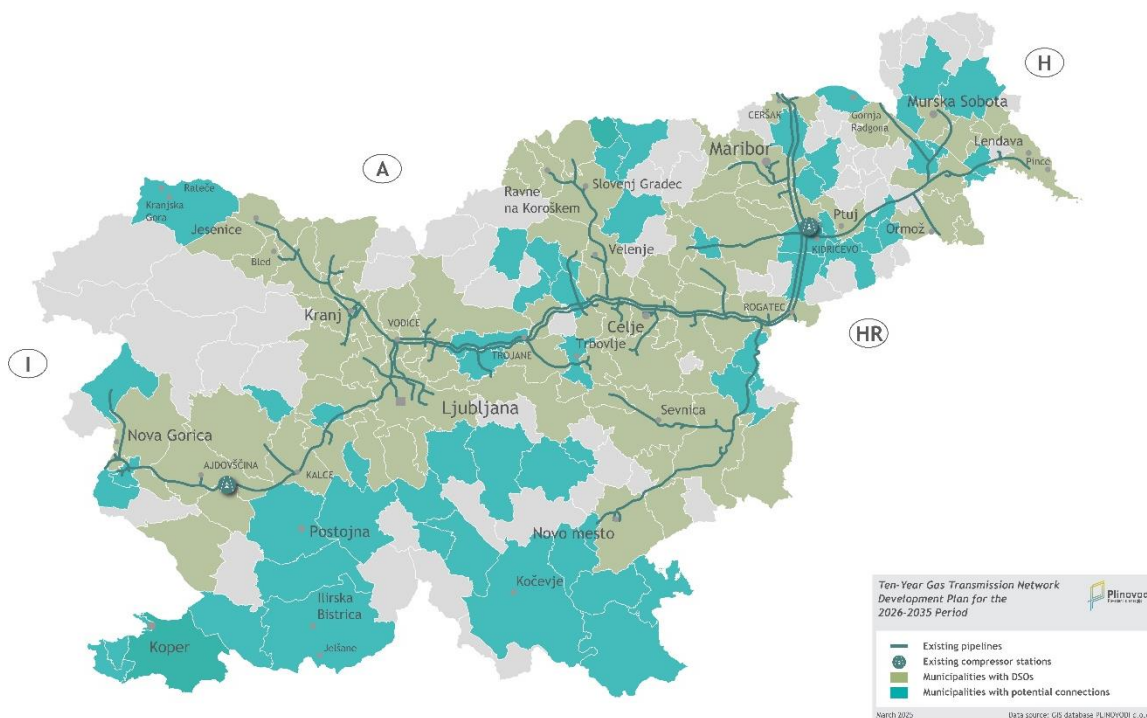 H
Murska Sobota
CERŠAK
Gornja
Radgona
Maribor
Lendava
Pince
A
Rateče
Kranjska
Gora
Ravne
na Koroškem
Slovenj Gradec
Jesenice
Ptuj
Ormož
KIDRIČEVO
Bled
Velenje
Kranj
VODICE
ROGATEC
Celje
HR
TROJANE
Trbovlje
I
Ljubljana
Sevnica
Nova Gorica
AJDOVŠČINA
KALCE
Postojna
Novo mesto
Kočevje
Ilirska
Bistrica
Koper
Jelšane
Ten-Year Gas Transmission Network
Development Plan for the
2026-2035 Period
Plinovodi
Existing pipelines
Existing compressor stations
Municipalities with DSOs
Municipalities with potential connections
March 2025
Data source: GIS database PLINOVODI d.o.o.